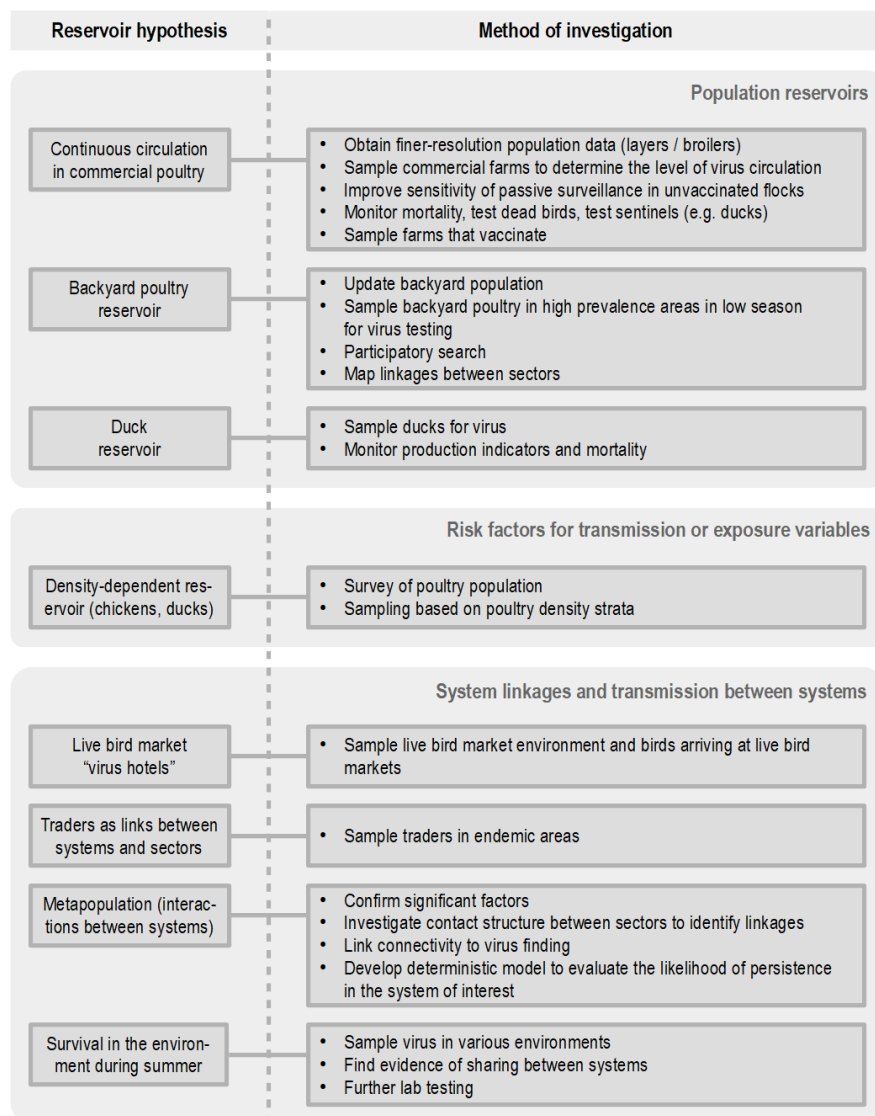 Reservoir hypothesis
Method of investigation
Population reservoirs
Continuous circulation
in commercial poultry
• Obtain finer-resolution population data (layers / broilers)
• Sample commercial farms to determine the level of virus circulation
• Improve sensitivity of passive surveillance in unvaccinated flocks
• Monitor mortality, test dead birds, test sentinels (e.g. ducks)
• Sample farms that vaccinate
Backyard poultry
reservoir
• Update backyard population
• Sample backyard poultry in high prevalence areas in low season
for virus testing
• Participatory search
• Map linkages between sectors
Duck
reservoir
• Sample ducks for virus
• Monitor production indicators and mortality
Risk factors for transmission or exposure variables
Density-dependent res-
ervoir (chickens, ducks)
• Survey of poultry population
• Sampling based on poultry density strata
System linkages and transmission between systems
Live bird market
“virus hotels”
• Sample live bird market environment and birds arriving at live bird
markets
Traders as links between
systems and sectors
• Sample traders in endemic areas
Metapopulation (interac-
tions between systems)
• Confirm significant factors
• Investigate contact structure between sectors to identify linkages
• Link connectivity to virus finding
• Develop deterministic model to evaluate the likelihood of persistence
in the system of interest
Survival in the environ-
ment during summer
• Sample virus in various environments
• Find evidence of sharing between systems
• Further lab testing